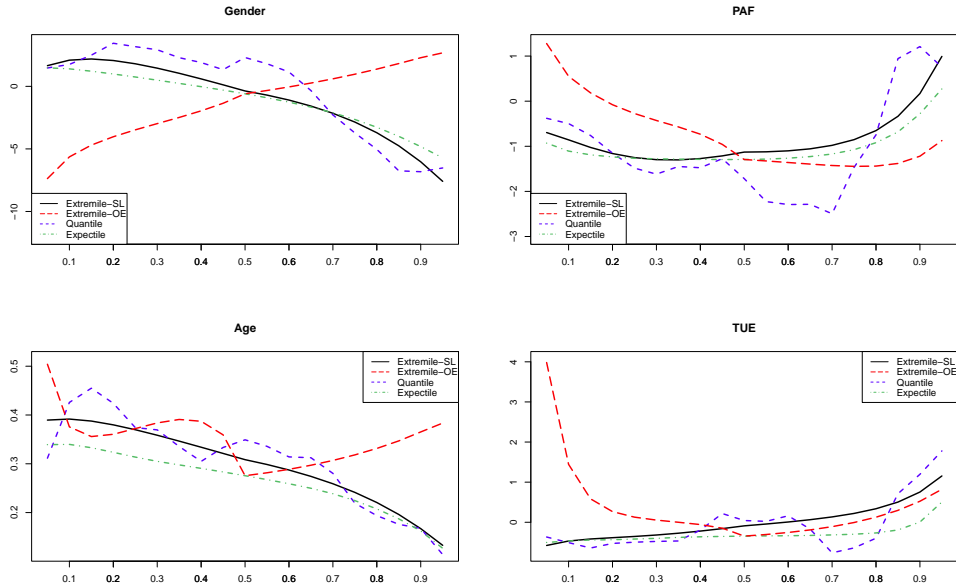 Gender
0
−5
−10
Extremile−SL
Extremile−OE
Quantile
Expectile
0.1 0.2 0.3 0.4 0.5 0.6 0.7 0.8 0.9
PAF
1
0
−1
−2
−3
Extremile−SL
Extremile−OE
Quantile
Expectile
0.1 0.2 0.3 0.4 0.5 0.6 0.7 0.8 0.9
Age
0.5
0.4
0.3
0.2
Extremile−SL
Extremile−OE
Quantile
Expectile
0.1 0.2 0.3 0.4 0.5 0.6 0.7 0.8 0.9
TUE
4
3
2
1
0
Extremile−SL
Extremile−OE
Quantile
Expectile
0.1 0.2 0.3 0.4 0.5 0.6 0.7 0.8 0.9